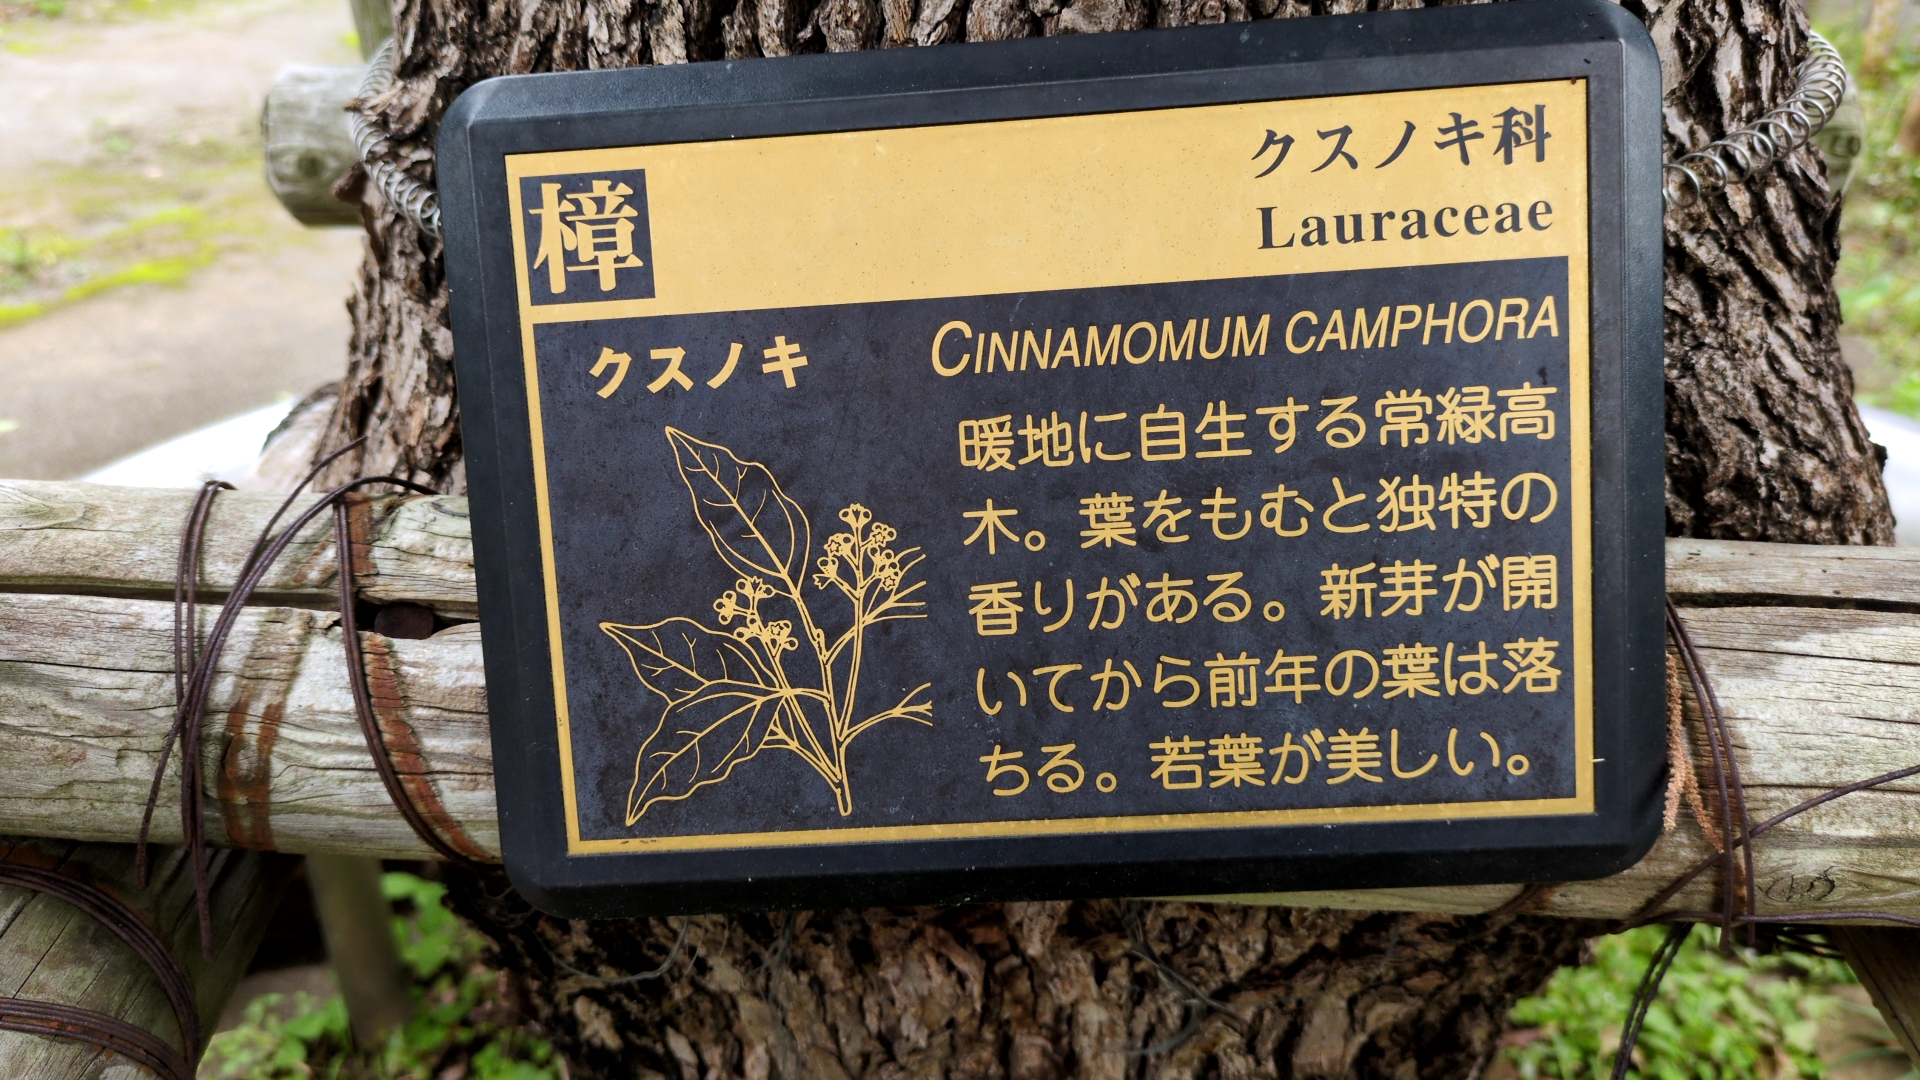 樟
クスノキ科
Lauraceae
クスノキ
CINNAMOMUM CAMPHORA
暖地に自生する常緑高
木。葉をもむと独特の
香りがある。新芽が開
いてから前年の葉は落
ちる。若葉が美しい。